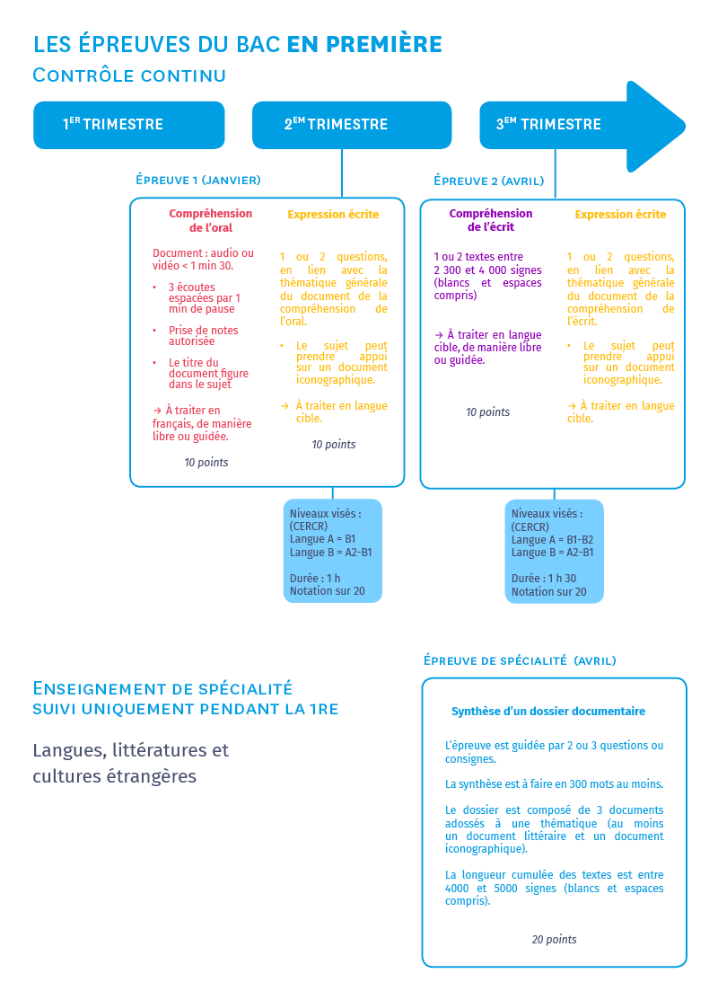 LES ÉPREUVES DU BAC EN PREMIÈRE
CONTRÔLE CONTINU
1ER TRIMESTRE
2EM TRIMESTRE
3EM TRIMESTRE
ÉPREUVE 1 (JANVIER)
Compréhension
de l'oral
Document : audio ou
vidéo < 1 min 30.
• 3 écoutes
espacées par 1
min de pause
• Prise de notes
autorisée
• Le titre du
document figure
dans le sujet
→ À traiter en
français, de manière
libre ou guidée.
10 points
Expression écrite
1 ou 2 questions,
en lien avec la
thématique générale
du document de la
compréhension de
l'oral.
• Le sujet peut
prendre appui
sur un document
iconographique.
→ À traiter en langue
cible.
10 points
Niveaux visés :
(CERCR)
Langue A = B1
Langue B = A2-B1
Durée : 1 h
Notation sur 20
ÉPREUVE 2 (AVRIL)
Compréhension
de l'écrit
1 ou 2 textes entre
2 300 et 4 000 signes
(blancs et espaces
compris)
→ À traiter en langue
cible, de manière libre
ou guidée.
10 points
Expression écrite
1 ou 2 questions,
en lien avec la
thématique générale
du document de la
compréhension de
l'écrit.
• Le sujet peut
prendre appui
sur un document
iconographique.
→ À traiter en langue
cible.
Niveaux visés :
(CERCR)
Langue A = B1-B2
Langue B = A2-B1
Durée : 1 h 30
Notation sur 20
ENSEIGNEMENT DE SPÉCIALITÉ
SUIVI UNIQUEMENT PENDANT LA 1RE
Langues, littératures et
cultures étrangères
ÉPREUVE DE SPÉCIALITÉ (AVRIL)
Synthèse d'un dossier documentaire
L'épreuve est guidée par 2 ou 3 questions ou
consignes.
La synthèse est à faire en 300 mots au moins.
Le dossier est composé de 3 documents
adossés à une thématique (au moins
un document littéraire et un document
iconographique).
La longueur cumulée des textes est entre
4000 et 5000 signes (blancs et espaces
compris).
20 points